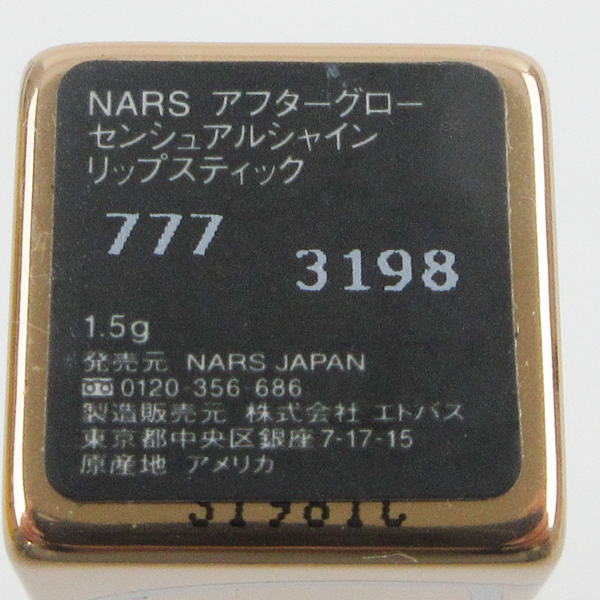 NARS アフターグロー
センシュアルシャイン
リップスティック
777
3198
1.5g
発売元 NARS JAPAN
0120-356-686
製造販売元 株式会社 エトバス
東京都中央区銀座7-17-15
原産地 アメリカ